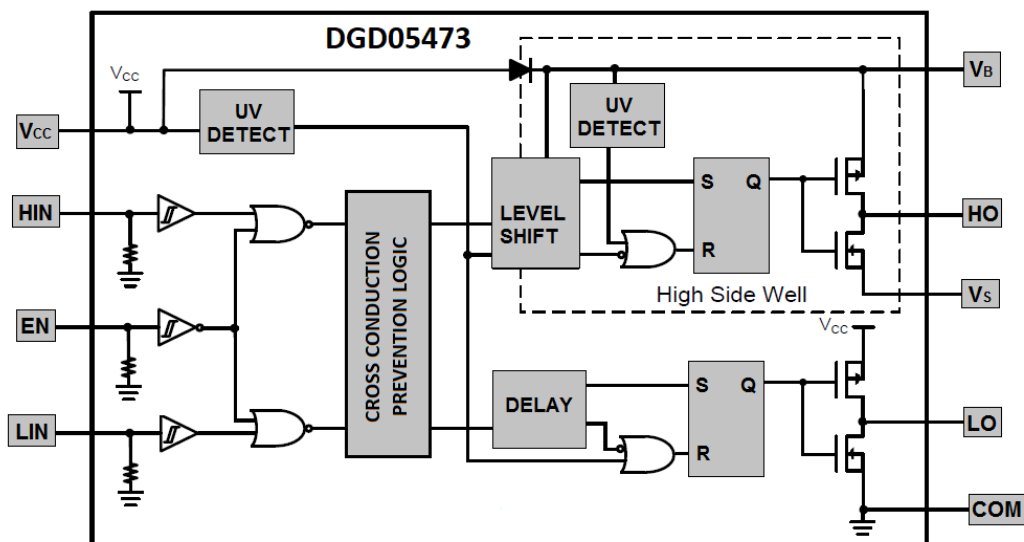 DGD05473
VCC
VB
UV
DETECT
UV
DETECT
VCC
HIN
S
Q
LEVEL
SHIFT
HO
R
CROSS CONDUCTION
PREVENTION LOGIC
High Side Well
VS
EN
VCC
S
Q
DELAY
LIN
LO
R
COM